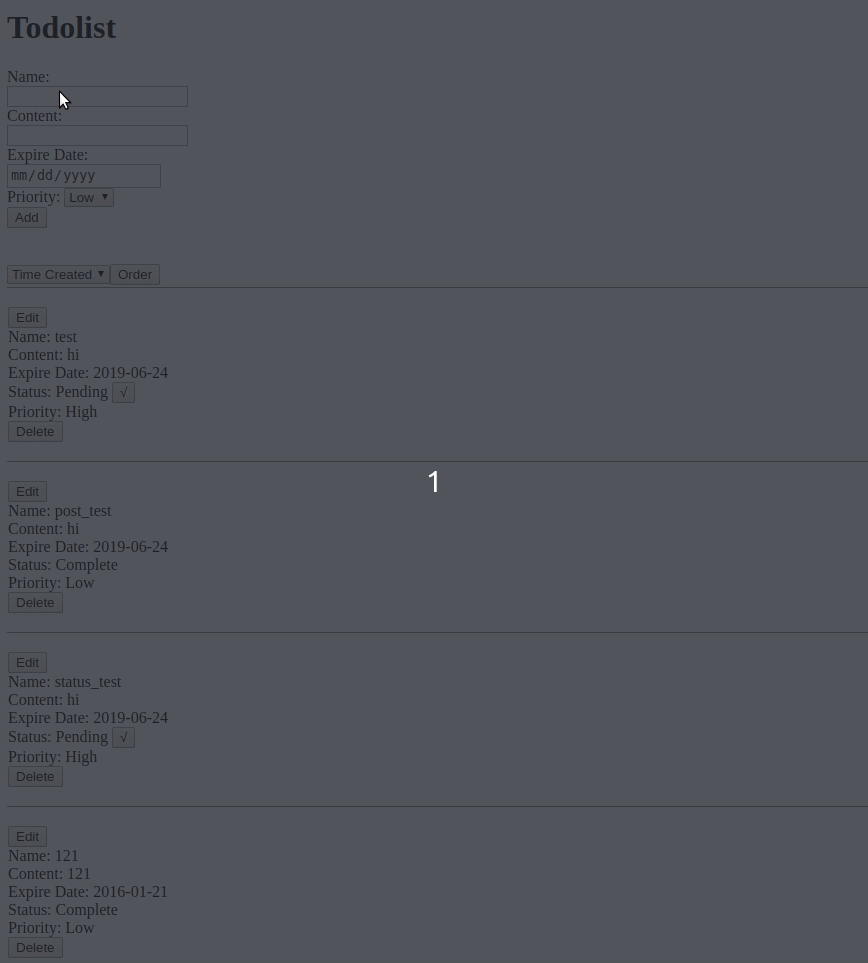 Todolist
Name:
Content:
Expire Date:
mm/dd/yyyy
Priority: Low ▼
Add
Time Created ▼ Order
Edit
Name: test
Content: hi
Expire Date: 2019-06-24
Status: Pending √
Priority: High
Delete
1
Edit
Name: post_test
Content: hi
Expire Date: 2019-06-24
Status: Complete
Priority: Low
Delete
Edit
Name: status_test
Content: hi
Expire Date: 2019-06-24
Status: Pending √
Priority: High
Delete
Edit
Name: 121
Content: 121
Expire Date: 2016-01-21
Status: Complete
Priority: Low
Delete